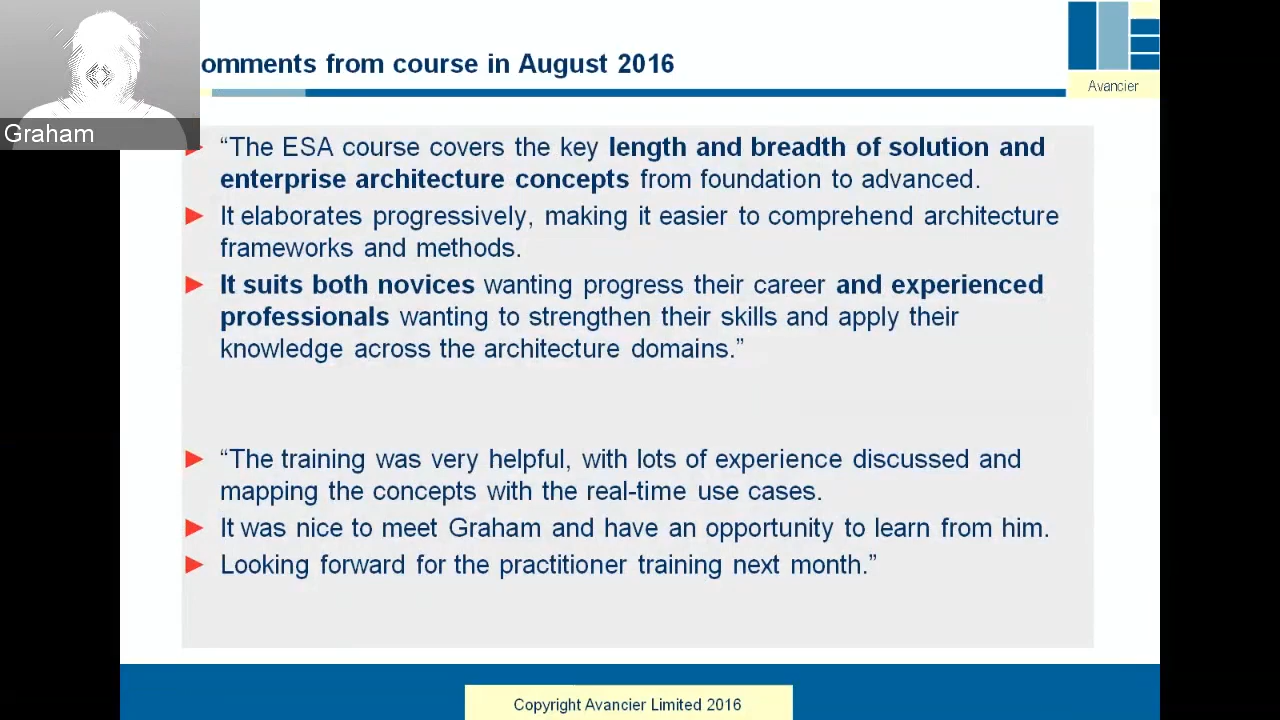 omments from course in August 2016
Avancier
Graham
► “The ESA course covers the key length and breadth of solution and
enterprise architecture concepts from foundation to advanced.
► It elaborates progressively, making it easier to comprehend architecture
frameworks and methods.
► It suits both novices wanting progress their career and experienced
professionals wanting to strengthen their skills and apply their
knowledge across the architecture domains.”
► “The training was very helpful, with lots of experience discussed and
mapping the concepts with the real-time use cases.
► It was nice to meet Graham and have an opportunity to learn from him.
► Looking forward for the practitioner training next month.”
Copyright Avancier Limited 2016